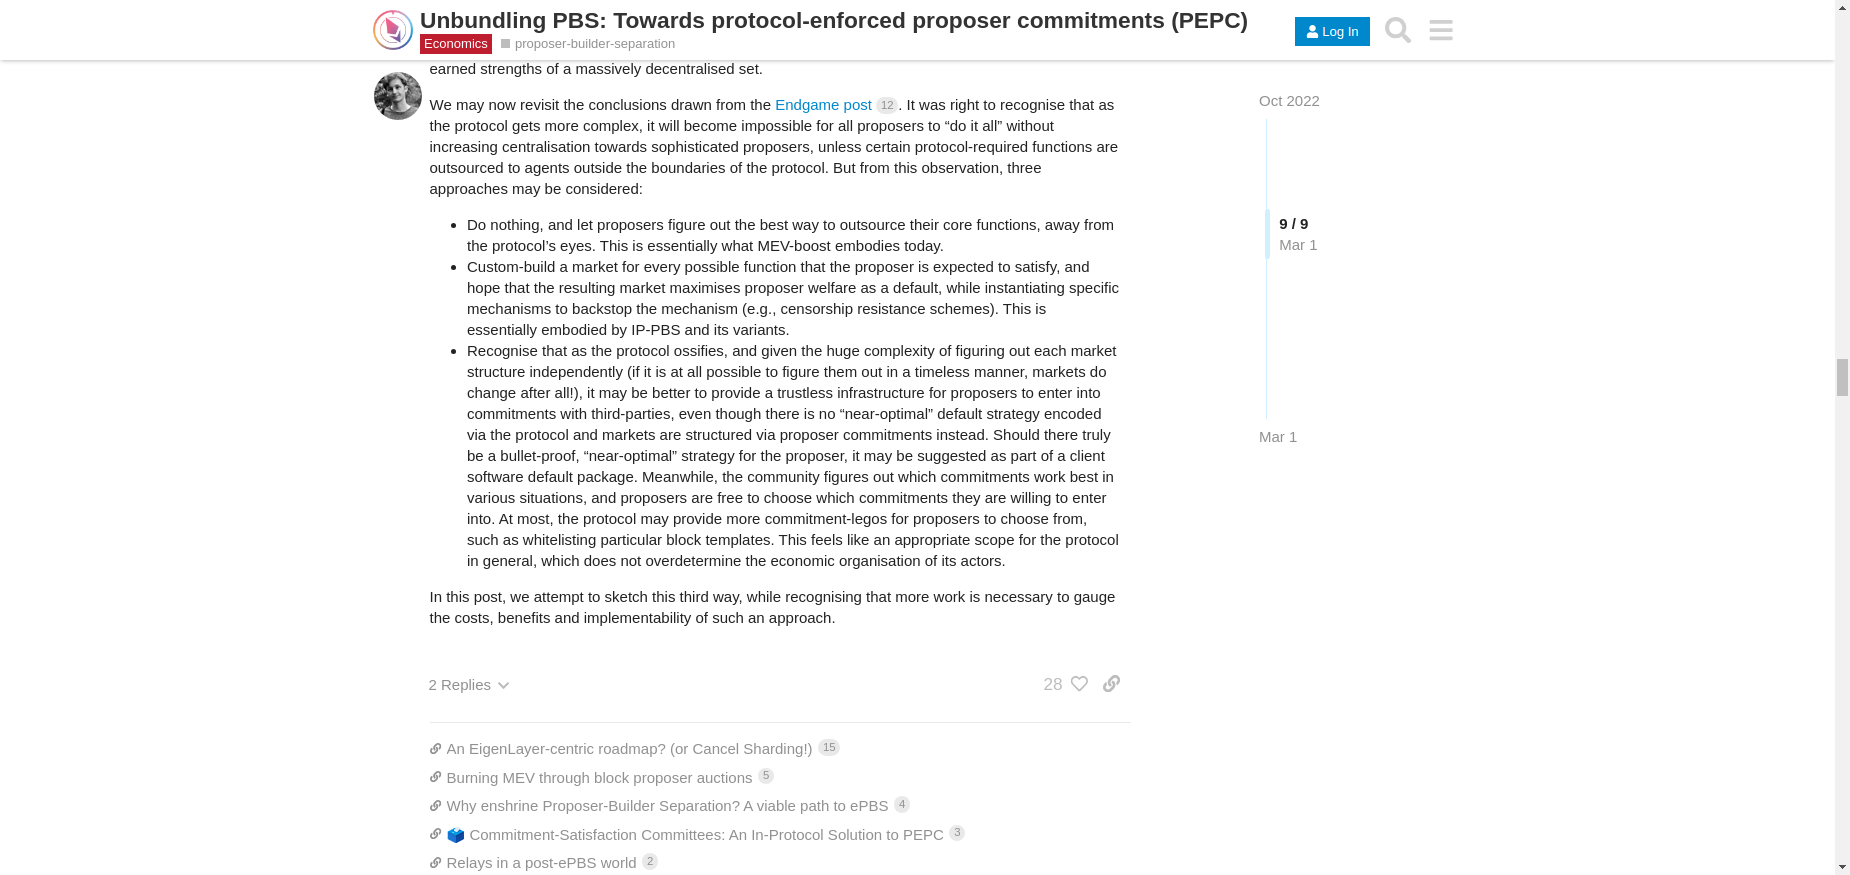 Unbundling PBS: Towards protocol-enforced proposer commitments (PEPC)
Economics proposer-builder-separation
Log In
earned strengths of a massively decentralised set.
We may now revisit the conclusions drawn from the Endgame post 12. It was right to recognise that as
the protocol gets more complex, it will become impossible for all proposers to “do it all” without
increasing centralisation towards sophisticated proposers, unless certain protocol-required functions are
outsourced to agents outside the boundaries of the protocol. But from this observation, three
approaches may be considered:
Do nothing, and let proposers figure out the best way to outsource their core functions, away from
the protocol’s eyes. This is essentially what MEV-boost embodies today.
Custom-build a market for every possible function that the proposer is expected to satisfy, and
hope that the resulting market maximises proposer welfare as a default, while instantiating specific
mechanisms to backstop the mechanism (e.g., censorship resistance schemes). This is
essentially embodied by IP-PBS and its variants.
Recognise that as the protocol ossifies, and given the huge complexity of figuring out each market
structure independently (if it is at all possible to figure them out in a timeless manner, markets do
change after all!), it may be better to provide a trustless infrastructure for proposers to enter into
commitments with third-parties, even though there is no “near-optimal” default strategy encoded
via the protocol and markets are structured via proposer commitments instead. Should there truly
be a bullet-proof, “near-optimal” strategy for the proposer, it may be suggested as part of a client
software default package. Meanwhile, the community figures out which commitments work best in
various situations, and proposers are free to choose which commitments they are willing to enter
into. At most, the protocol may provide more commitment-legos for proposers to choose from,
such as whitelisting particular block templates. This feels like an appropriate scope for the protocol
in general, which does not overdetermine the economic organisation of its actors.
In this post, we attempt to sketch this third way, while recognising that more work is necessary to gauge
the costs, benefits and implementability of such an approach.
2 Replies
28
An EigenLayer-centric roadmap? (or Cancel Sharding!) 15
Burning MEV through block proposer auctions 5
Why enshrine Proposer-Builder Separation? A viable path to ePBS 4
Commitment-Satisfaction Committees: An In-Protocol Solution to PEPC 3
Relays in a post-ePBS world 2
Oct 2022
9 / 9
Mar 1
Mar 1